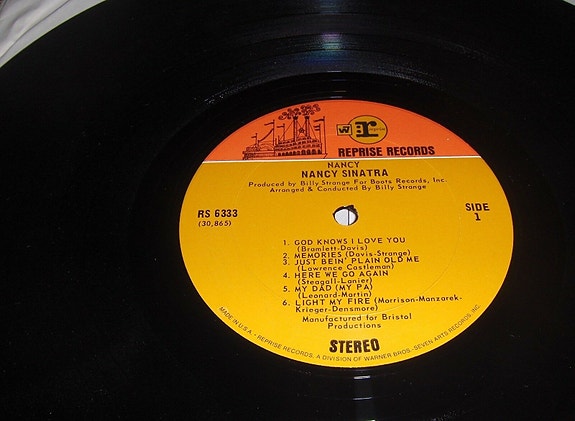 W
r
REPRISE RECORDS
NANCY
NANCY SINATRA
Produced by Billy Strange For Boots Records, Inc.
Arranged & Conducted By Billy Strange
RS 6333
(30,865)
SIDE
1
1. GOD KNOWS I LOVE YOU
(Bramlett-Davis)
2. MEMORIES (Davis-Strange)
3. JUST BEIN' PLAIN OLD ME
(Lawrence Castleman)
4. HERE WE GO AGAIN
(Steagall-Lanier)
5. MY DAD (MY PA)
(Leonard-Martin)
6. LIGHT MY FIRE (Morrison-Manzarek-
Krieger-Densmore)
Manufactured for Bristol
Productions
STEREO
MADE IN U.S.A. • REPRISE RECORDS, A DIVISION OF WARNER BROS.-SEVEN ARTS RECORDS, INC.